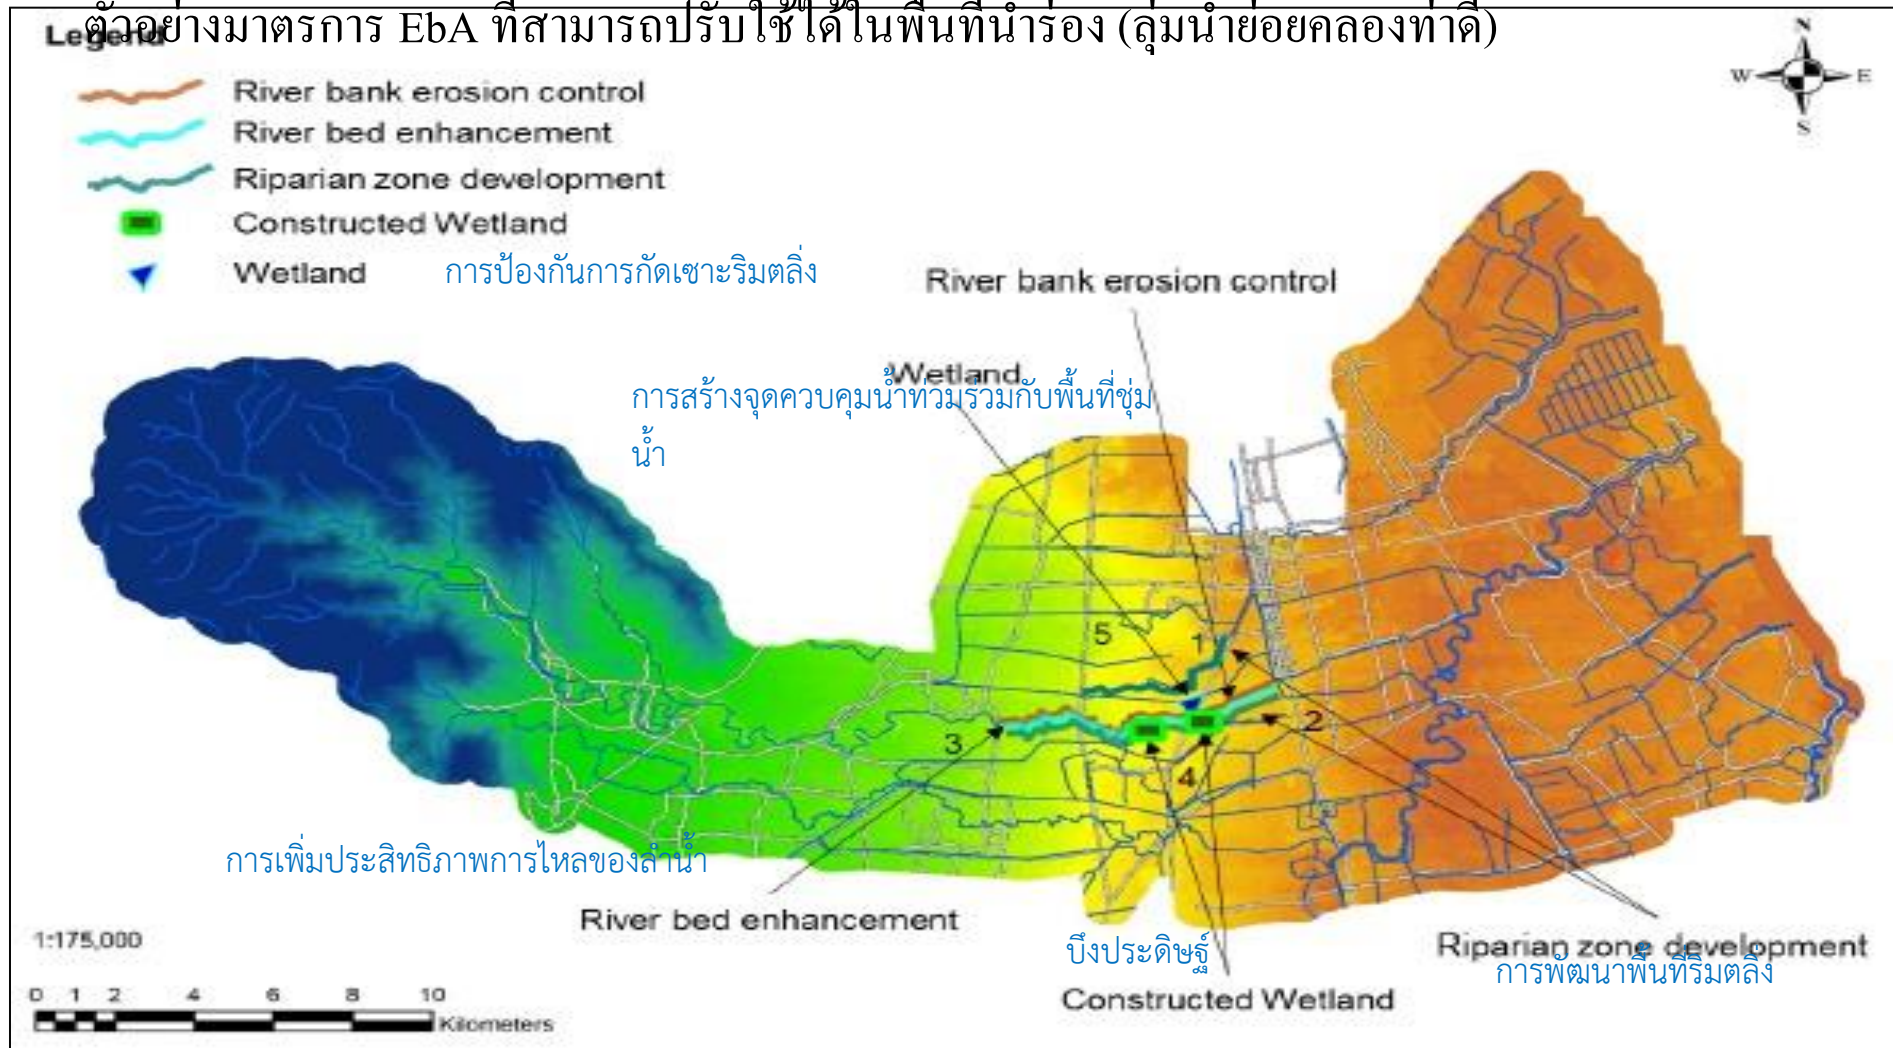 ตัวอย่างมาตรการ EbA ที่สามารถปรับใช้ได้ในพื้นที่นำร่อง (ลุ่มน้ำย่อยคลองท่าดี)
Legend
N
W E
S
River bank erosion control
River bed enhancement
Riparian zone development
Constructed Wetland
Wetland
การป้องกันการกัดเซาะริมตลิ่ง
River bank erosion control
Wetland
การสร้างจุดควบคุมน้ำท่วมร่วมกับพื้นที่ชุ่ม
น้ำ
5
1
3
2
4
การเพิ่มประสิทธิภาพการไหลของลำน้ำ
River bed enhancement
บึงประดิษฐ์
Constructed Wetland
Riparian zone development
การพัฒนาพื้นที่ริมตลิ่ง
1:175,000
0 1 2 4 6 8 10
Kilometers